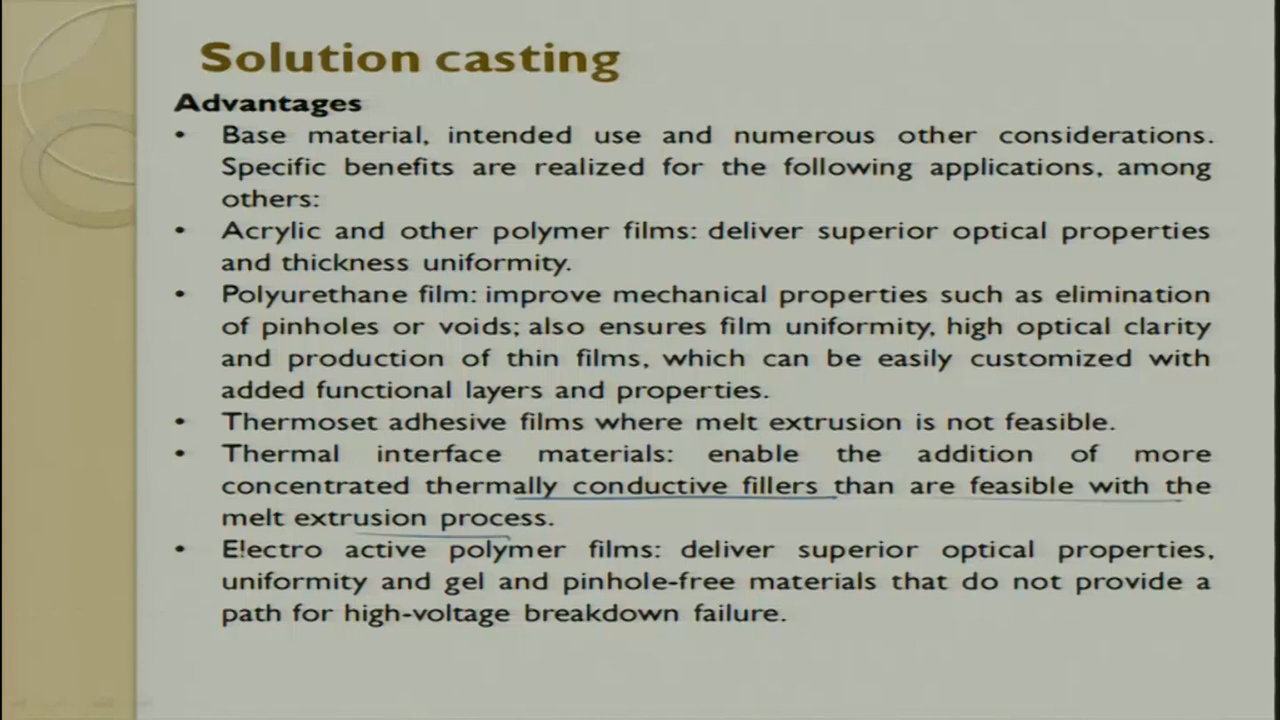 Solution casting
Advantages
• Base material, intended use and numerous other considerations.
Specific benefits are realized for the following applications, among
others:
• Acrylic and other polymer films: deliver superior optical properties
and thickness uniformity.
• Polyurethane film: improve mechanical properties such as elimination
of pinholes or voids; also ensures film uniformity, high optical clarity
and production of thin films, which can be easily customized with
added functional layers and properties.
• Thermoset adhesive films where melt extrusion is not feasible.
• Thermal interface materials: enable the addition of more
concentrated thermally conductive fillers than are feasible with the
melt extrusion process.
• Electro active polymer films: deliver superior optical properties,
uniformity and gel and pinhole-free materials that do not provide a
path for high-voltage breakdown failure.